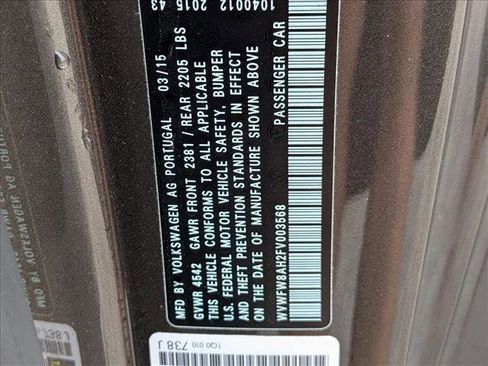 1040012 2015 43
MFD BY VOLKSWAGEN AG PORTUGAL 03/15
GVWR 4542 GAWR FRONT 2381 / REAR 2205 LBS
THIS VEHICLE CONFORMS TO ALL APPLICABLE
U.S. FEDERAL MOTOR VEHICLE SAFETY, BUMPER
AND THEFT PREVENTION STANDARDS IN EFFECT
ON THE DATE OF MANUFACTURE SHOWN ABOVE
WVWFW8AH2FV003568 PASSENGER CAR
1Q0 010 738 J